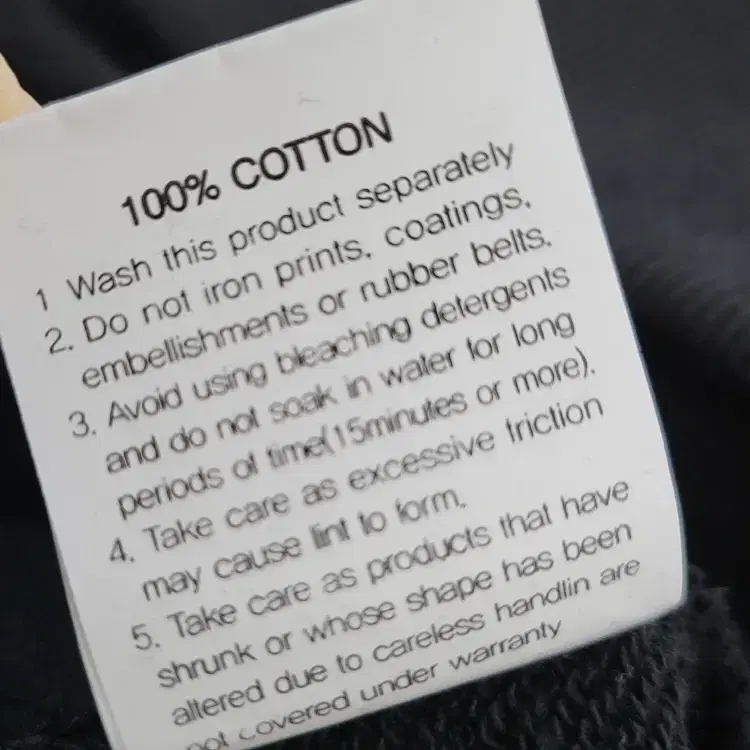 100% COTTON
1 Wash this product separately
2. Do not iron prints, coatings,
embellishments or rubber belts.
3. Avoid using bleaching detergents
and do not soak in water for long
periods of time(15minutes or more).
4. Take care as excessive friction
may cause lint to form.
5. Take care as products that have
shrunk or whose shape has been
altered due to careless handlin are
not covered under warranty